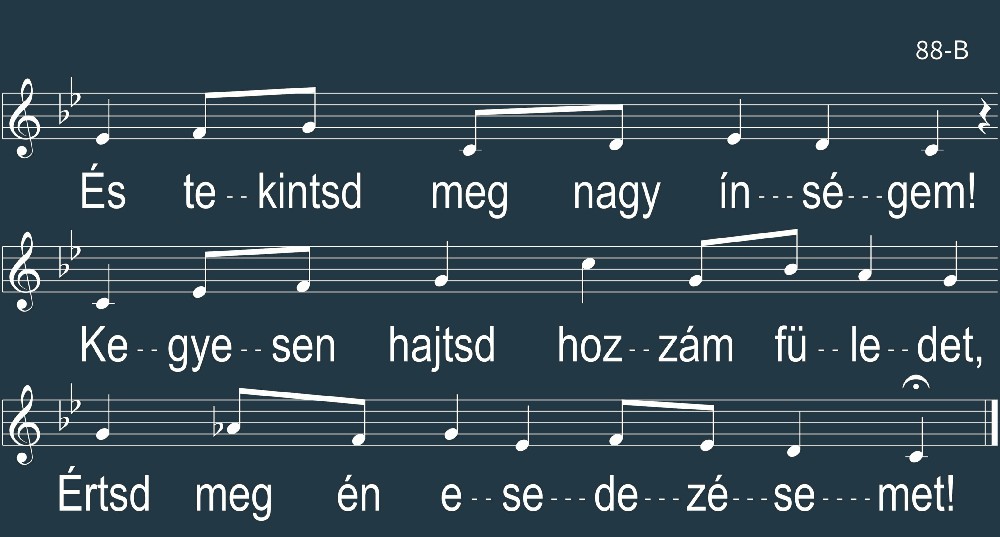 88-B
És te--kintsd meg nagy ín---sé---gem!
Ke--gye--sen hajtsd hoz--zám fü--le--det,
Értsd meg én e--se---de---zé---se----met!